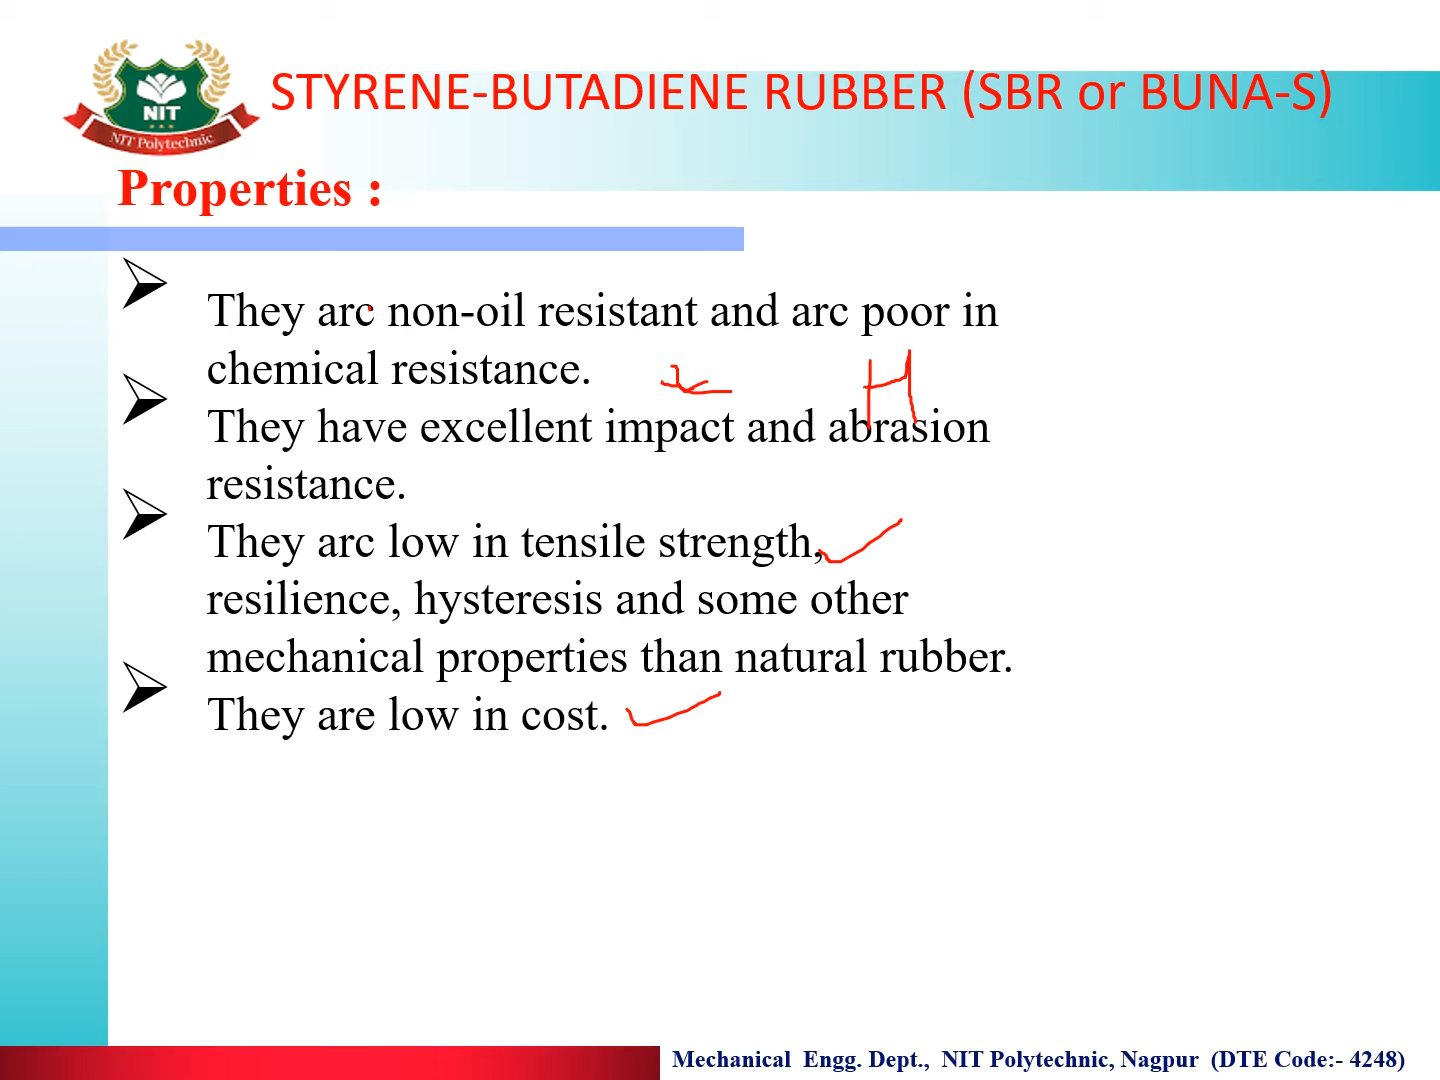 NIT
NIT Polytechnic
STYRENE-BUTADIENE RUBBER (SBR or BUNA-S)
Properties :
They arc non-oil resistant and arc poor in
chemical resistance.
H
They have excellent impact and abrasion
resistance.
They arc low in tensile strength,
resilience, hysteresis and some other
mechanical properties than natural rubber.
They are low in cost.
Mechanical Engg. Dept., NIT Polytechnic, Nagpur (DTE Code:- 4248)